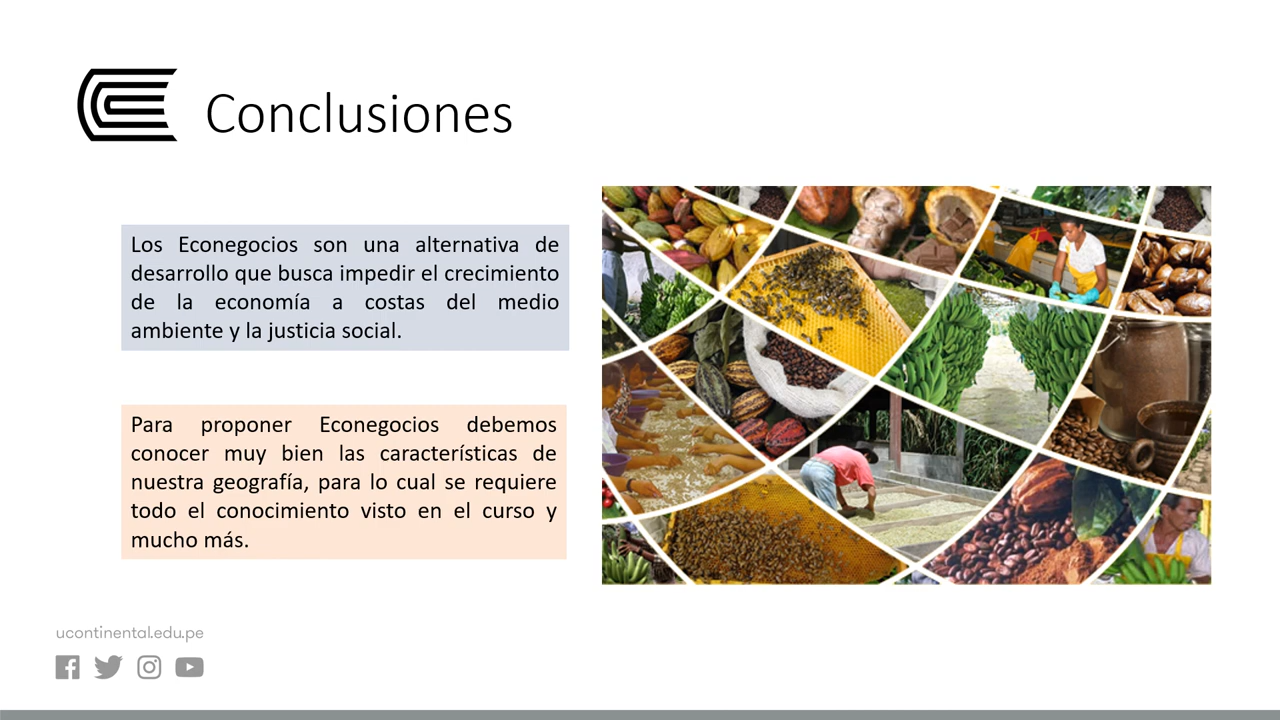 Conclusiones
Los Econegocios son una alternativa de
desarrollo que busca impedir el crecimiento
de la economía a costas del medio
ambiente y la justicia social.
Para proponer Econegocios debemos
conocer muy bien las características de
nuestra geografía, para lo cual se requiere
todo el conocimiento visto en el curso y
mucho más.
ucontinental.edu.pe